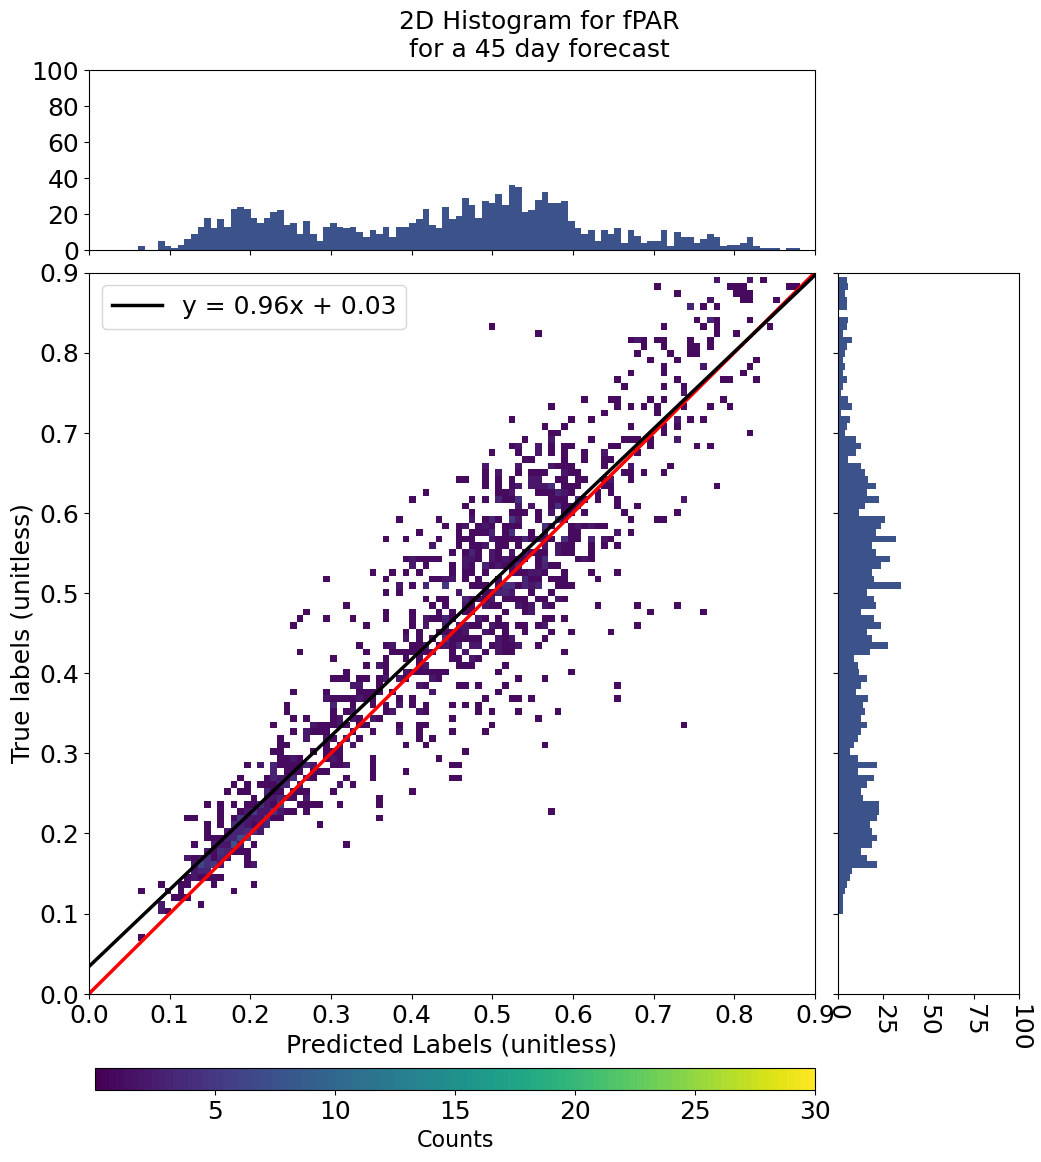 2D Histogram for fPAR
for a 45 day forecast
100
80
60
40
20
0
0.9
0.8
0.7
0.6
0.5
0.4
0.3
0.2
0.1
0.0
True labels (unitless)
y = 0.96x + 0.03
0.0 0.1 0.2 0.3 0.4 0.5 0.6 0.7 0.8 0.9
Predicted Labels (unitless)
0 25 50 75 100
5 10 15 20 25 30
Counts